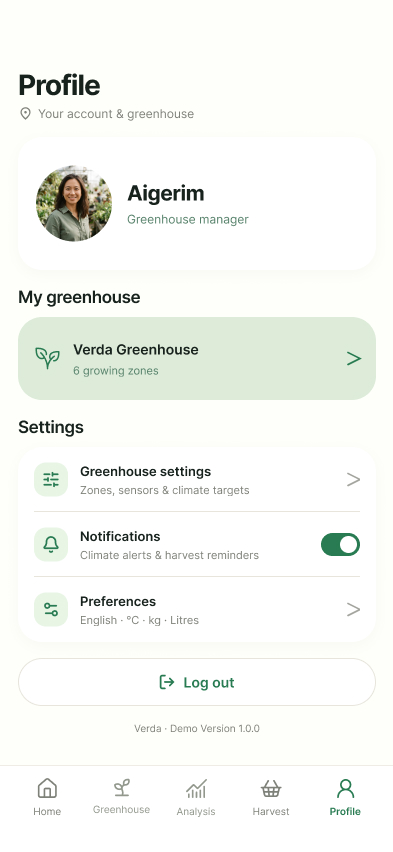 Profile
Your account & greenhouse
Aigerim
Greenhouse manager
My greenhouse
Verda Greenhouse
6 growing zones
Settings
Greenhouse settings
Zones, sensors & climate targets
Notifications
Climate alerts & harvest reminders
Preferences
English · °C · kg · Litres
Log out
Verda · Demo Version 1.0.0
Home
Greenhouse
Analysis
Harvest
Profile